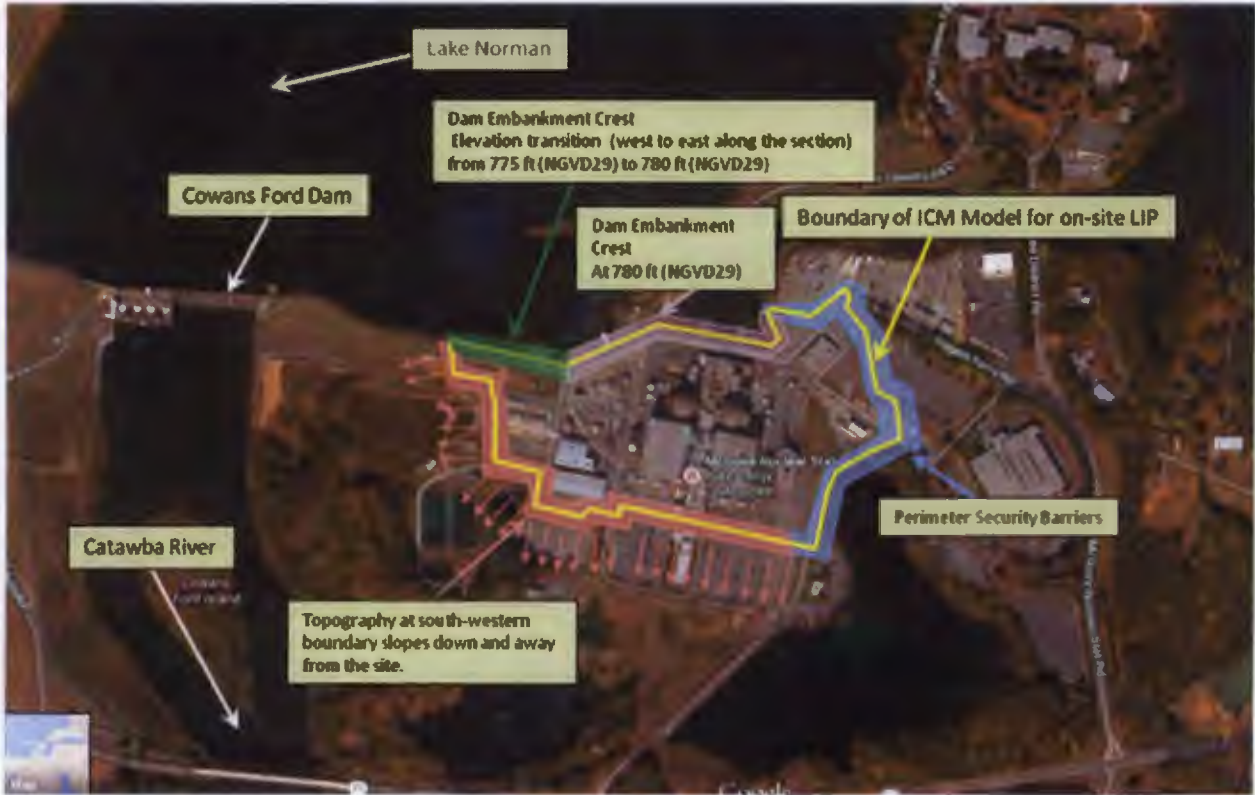 Lake Norman
Dam Embankment Crest
Elevation transition (west to east along the section)
from 775 ft (NGVD29) to 780 ft (NGVD29)
Cowans Ford Dam
Dam Embankment
Crest
At 780 ft (NGVD29)
Boundary of ICM Model for on-site LIP
Perimeter Security Barriers
Catawba River
Topography at south-western
boundary slopes down and away
from the site.
Map
Google